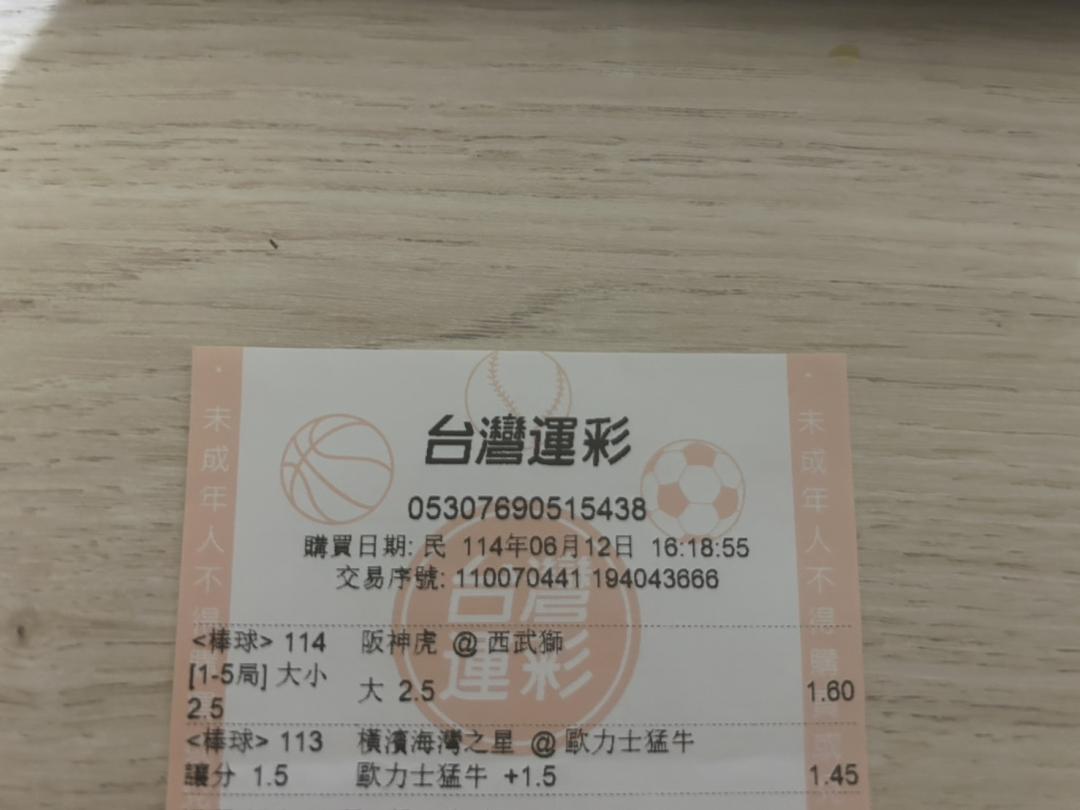 台灣運彩
05307690515438
購買日期: 民 114年06月12日 16:18:55
交易序號: 110070441 194043666
台灣
運彩
<棒球> 114 阪神虎 @ 西武獅
[1-5局] 大小 2.5 大 2.5 1.60
<棒球> 113 橫濱海灣之星 @ 歐力士猛牛
讓分 1.5 歐力士猛牛 +1.5 1.45
未成年人不得
未成年人不得購